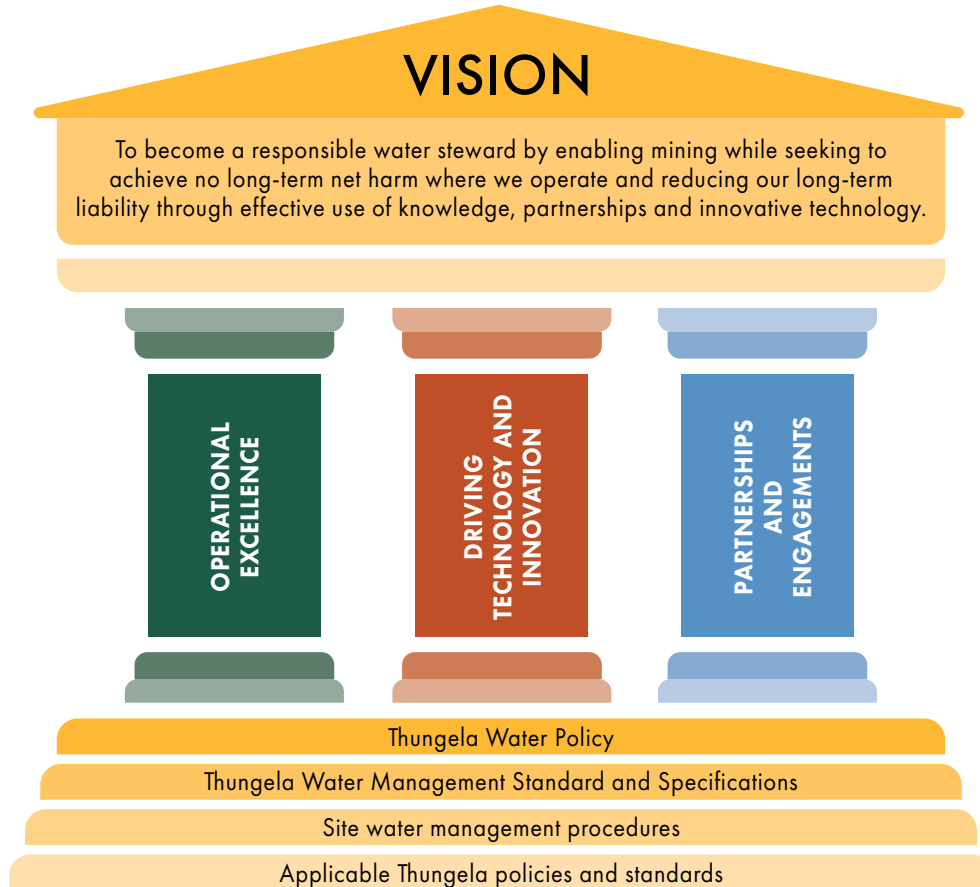 VISION
To become a responsible water steward by enabling mining while seeking to
achieve no long-term net harm where we operate and reducing our long-term
liability through effective use of knowledge, partnerships and innovative technology.
OPERATIONAL
EXCELLENCE
DRIVING
TECHNOLOGY AND
INNOVATION
PARTNERSHIPS
AND
ENGAGEMENTS
Thungela Water Policy
Thungela Water Management Standard and Specifications
Site water management procedures
Applicable Thungela policies and standards